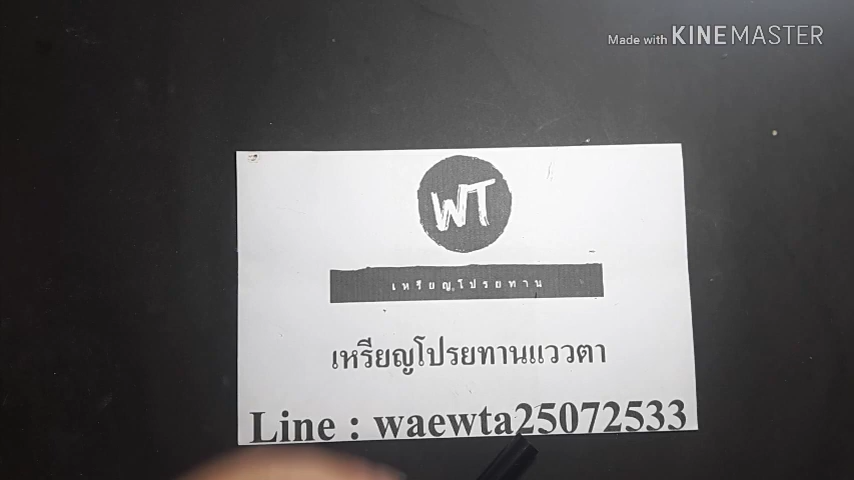 Made with KINEMASTER
WT
เหรียญโปรยทาน
เหรียญโปรยทานแววตา
Line : waewta25072533